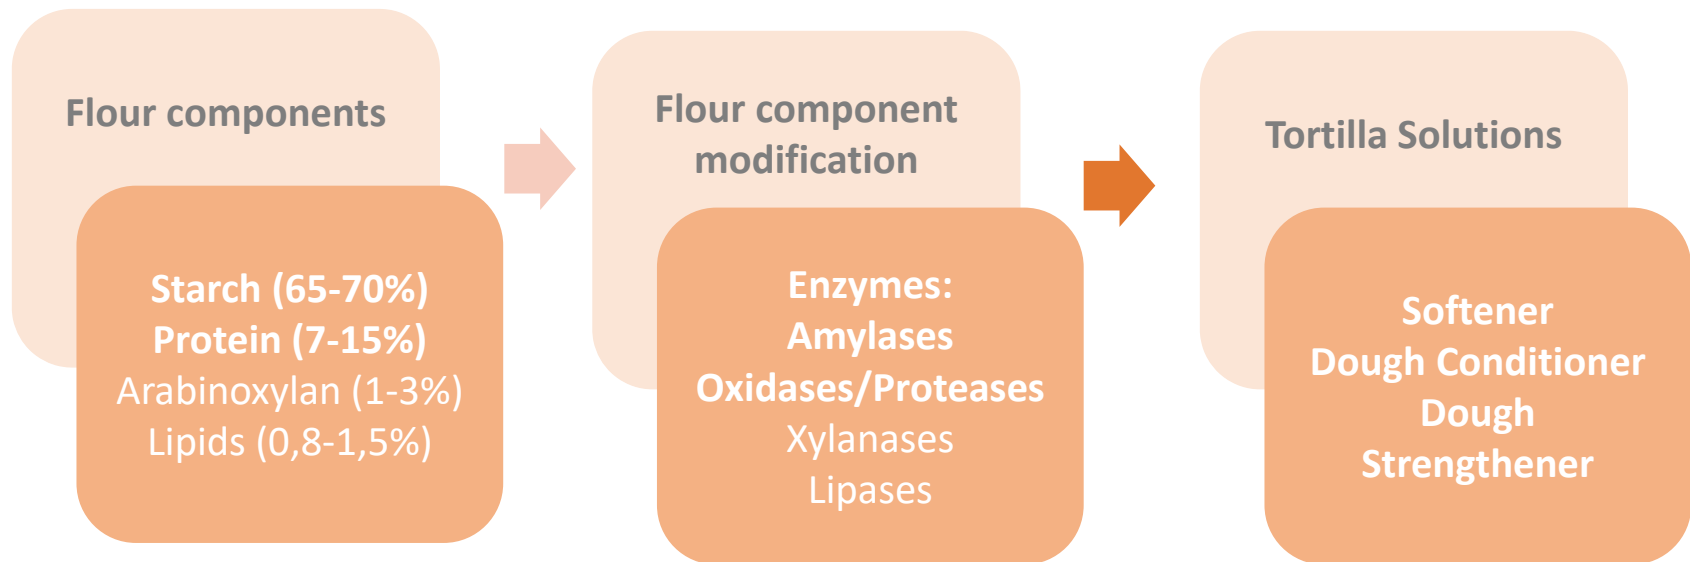 Flour components
Starch (65-70%)
Protein (7-15%)
Arabinoxylan (1-3%)
Lipids (0,8-1,5%)
Flour component
modification
Enzymes:
Amylases
Oxidases/Proteases
Xylanases
Lipases
Tortilla Solutions
Softener
Dough Conditioner
Dough
Strengthener